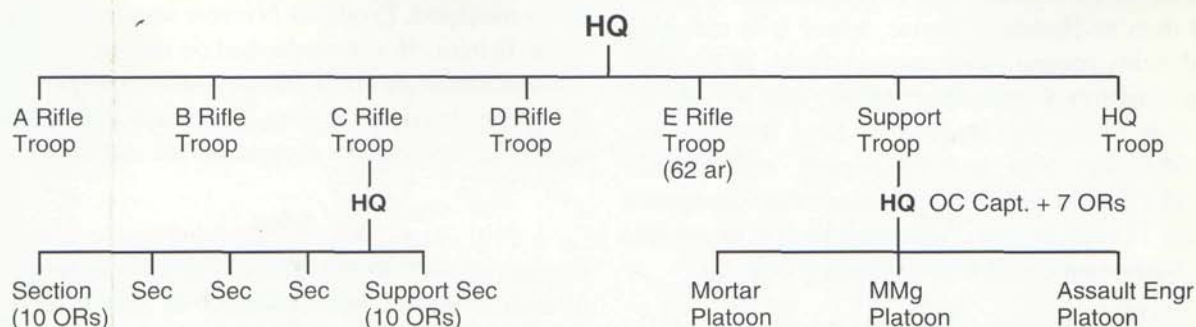 HQ
A Rifle Troop
B Rifle Troop
C Rifle Troop
D Rifle Troop
E Rifle Troop (62 ar)
Support Troop
HQ Troop
HQ
HQ OC Capt. + 7 ORs
Section (10 ORs)
Sec
Sec
Sec
Support Sec (10 ORs)
Mortar Platoon
MMg Platoon
Assault Engr Platoon